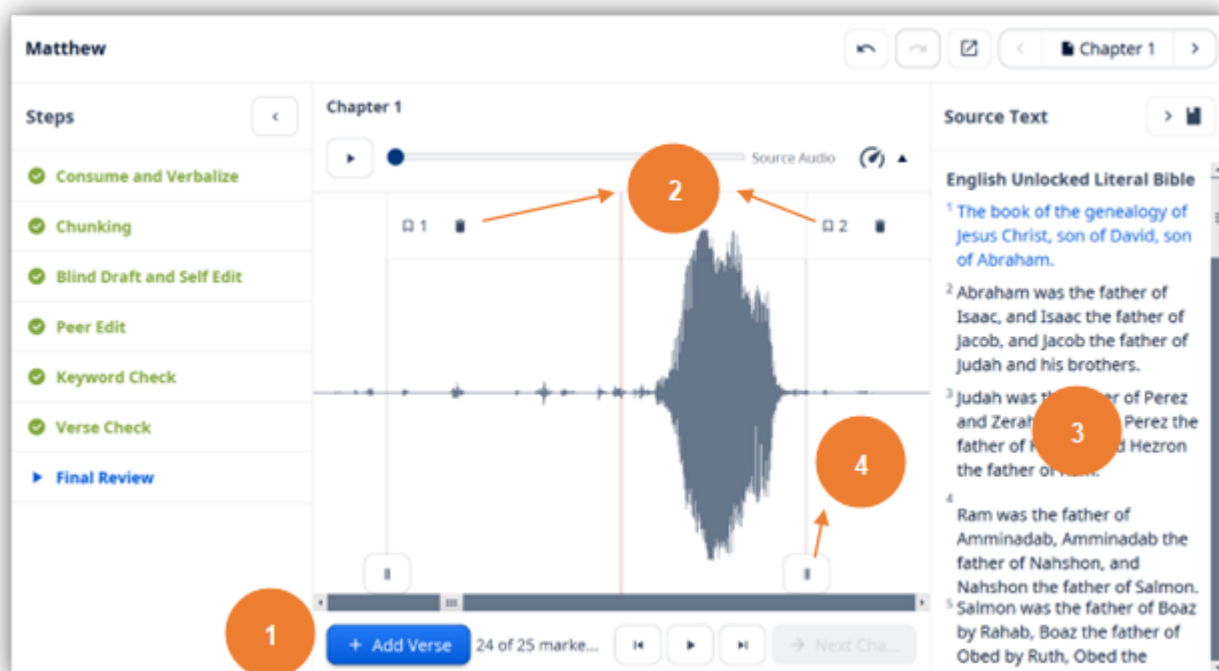 Matthew
Chapter 1
Steps
Consume and Verbalize
Chunking
Blind Draft and Self Edit
Peer Edit
Keyword Check
Verse Check
Final Review
Chapter 1
Source Audio
1
2
2
4
1
+ Add Verse
24 of 25 marke...
Next Cha...
Source Text
English Unlocked Literal Bible
1 The book of the genealogy of
Jesus Christ, son of David, son
of Abraham.
2 Abraham was the father of
Isaac, and Isaac the father of
Jacob, and Jacob the father of
Judah and his brothers.
3 Judah was of Perez
and Perez the
father of Hezron
the father of
3
4
Ram was the father of
Amminadab, Amminadab the
father of Nahshon, and
Nahshon the father of Salmon.
5 Salmon was the father of Boaz
by Rahab, Boaz the father of
Obed by Ruth, Obed the